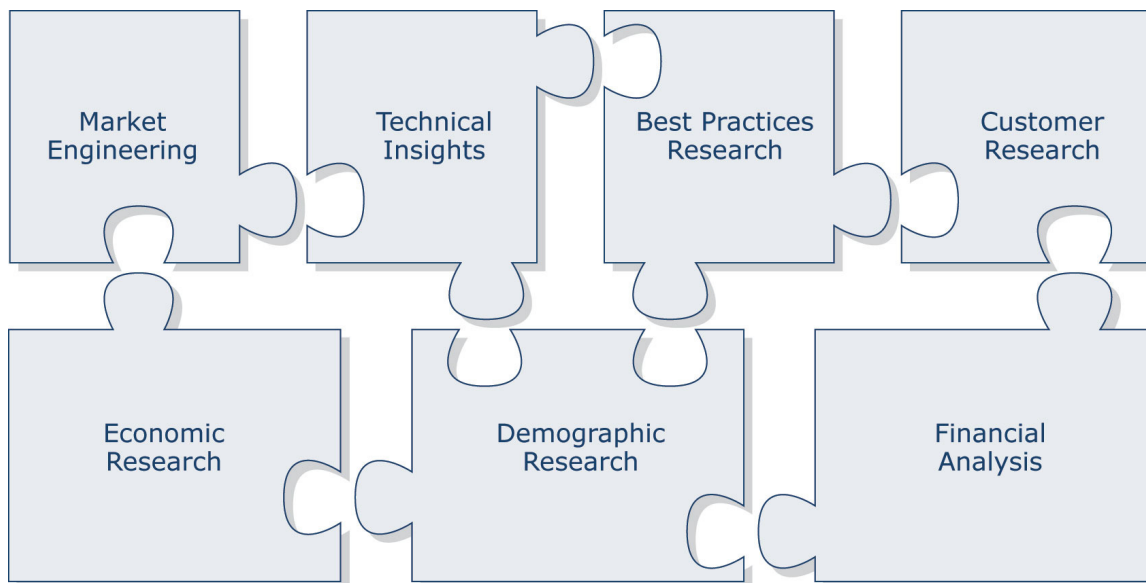 Market
Engineering
Technical
Insights
Best Practices
Research
Customer
Research
Economic
Research
Demographic
Research
Financial
Analysis